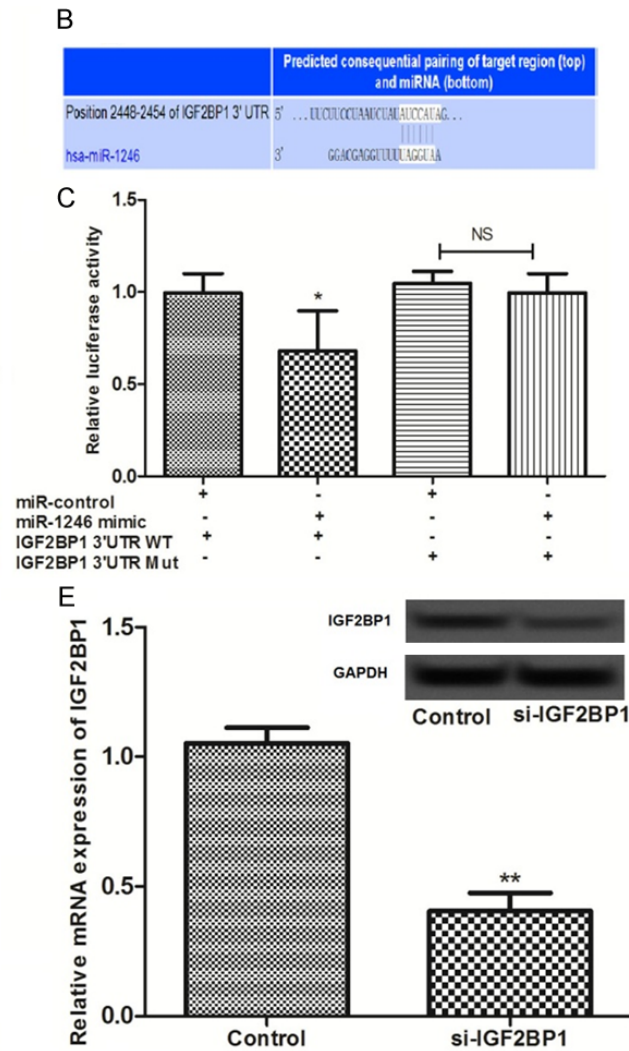 B
Predicted consequential pairing of target region (top)
and miRNA (bottom)
Position 2448-2454 of IGF2BP1 3' UTR 5' ...UUCUUCCUAAUCUAUAUCCAUAG...
hsa-miR-1246 3' GGACGAGGUUUUUAGGUAA
C
Relative luciferase activity
1.5
1.0
0.5
0.0
*
NS
miR-control + - + -
miR-1246 mimic - + - +
IGF2BP1 3'UTR WT + + - -
IGF2BP1 3'UTR Mut - - + +
E
Relative mRNA expression of IGF2BP1
1.5
1.0
0.5
0.0
IGF2BP1
GAPDH
Control si-IGF2BP1
**
Control si-IGF2BP1